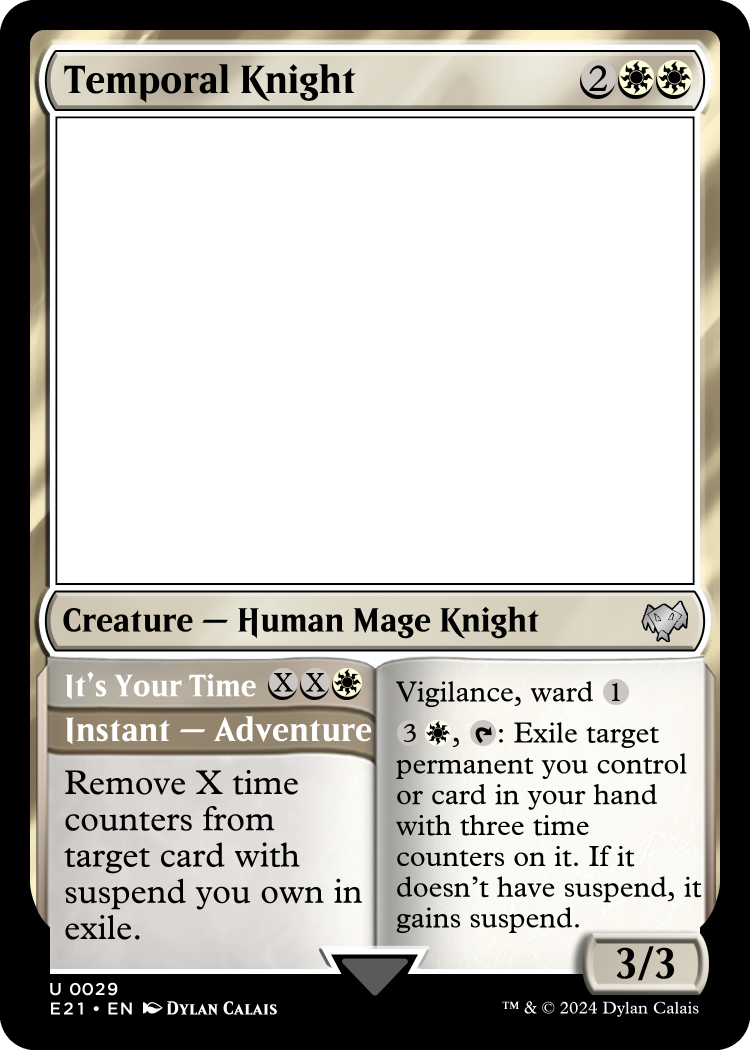 Temporal Knight 2
Creature — Human Mage Knight
It's Your Time X X
Instant — Adventure
Remove X time
counters from
target card with
suspend you own in
exile.
Vigilance, ward 1
3 , : Exile target
permanent you control
or card in your hand
with three time
counters on it. If it
doesn't have suspend, it
gains suspend.
3/3
U 0029
E21 • EN Dylan Calais
™ & © 2024 Dylan Calais